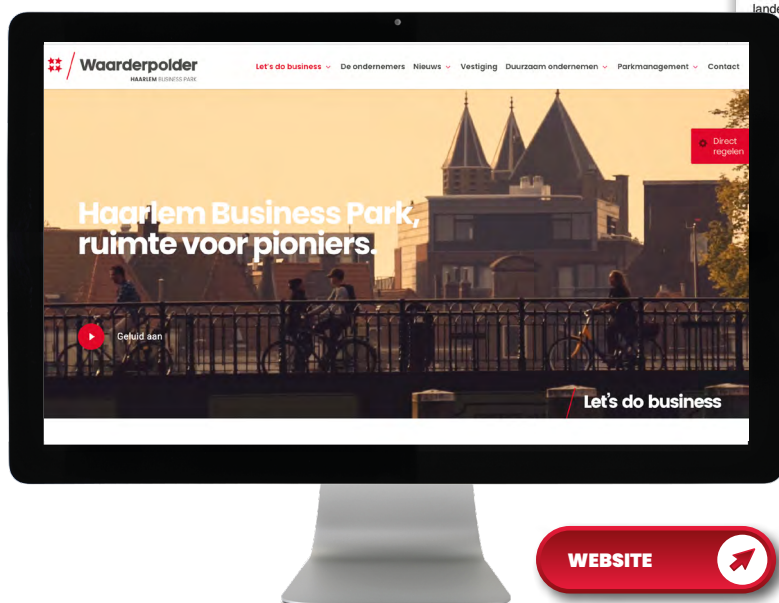 lande
Waarderpolder
HAARLEM BUSINESS PARK
Let's do business De ondernemers Nieuws Vestiging Duurzaam ondernemen Parkmanagement Contact
Direct
regelen
Haarlem Business Park,
ruimte voor pioniers.
Geluid aan
Let's do business
WEBSITE